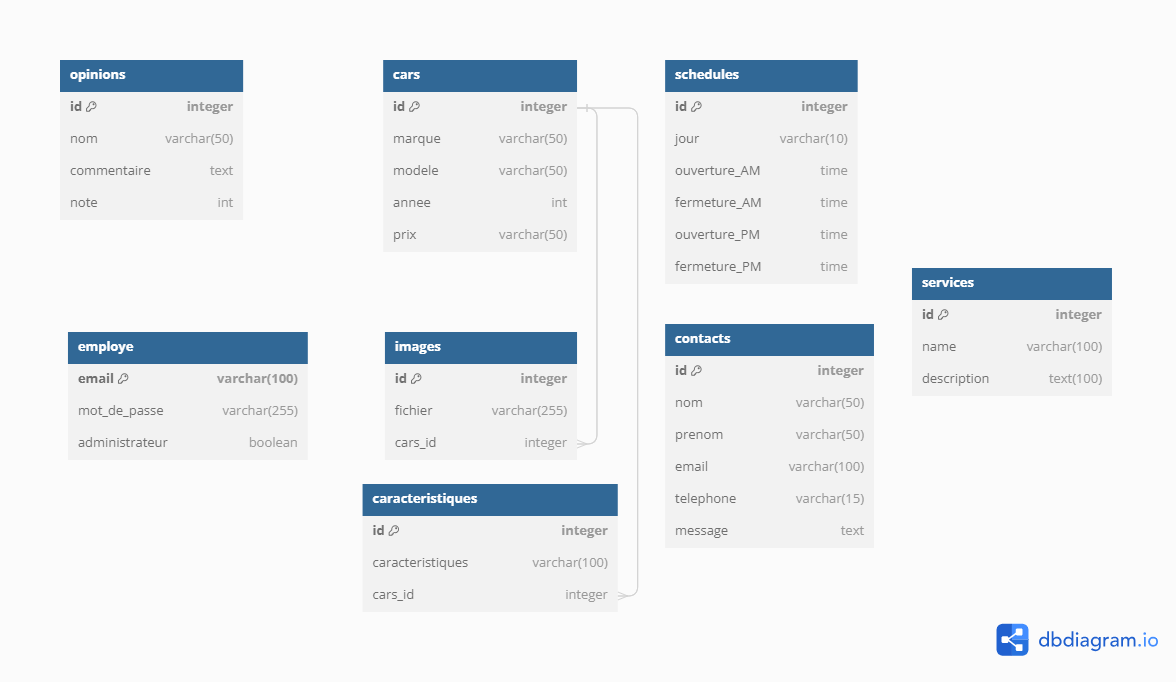 opinions
id integer
nom varchar(50)
commentaire text
note int
cars
id integer
marque varchar(50)
modele varchar(50)
annee int
prix varchar(50)
schedules
id integer
jour varchar(10)
ouverture_AM time
fermeture_AM time
ouverture_PM time
fermeture_PM time
services
id integer
name varchar(100)
description text(100)
employe
email varchar(100)
mot_de_passe varchar(255)
administrateur boolean
images
id integer
fichier varchar(255)
cars_id integer
contacts
id integer
nom varchar(50)
prenom varchar(50)
email varchar(100)
telephone varchar(15)
message text
caracteristiques
id integer
caracteristiques varchar(100)
cars_id integer
dbdiagram.io